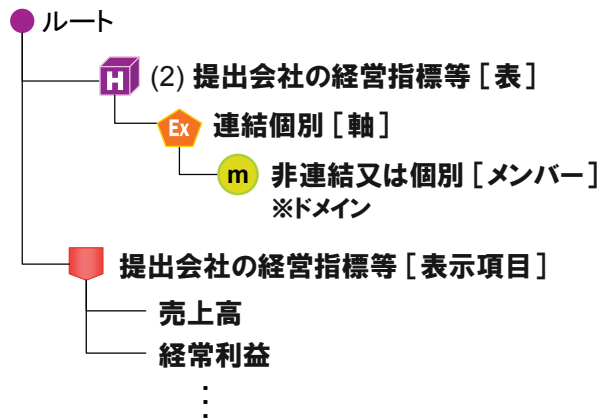 ルート
H (2) 提出会社の経営指標等［表］
Ex 連結個別［軸］
m 非連結又は個別［メンバー］
※ドメイン
提出会社の経営指標等［表示項目］
売上高
経常利益
⋮